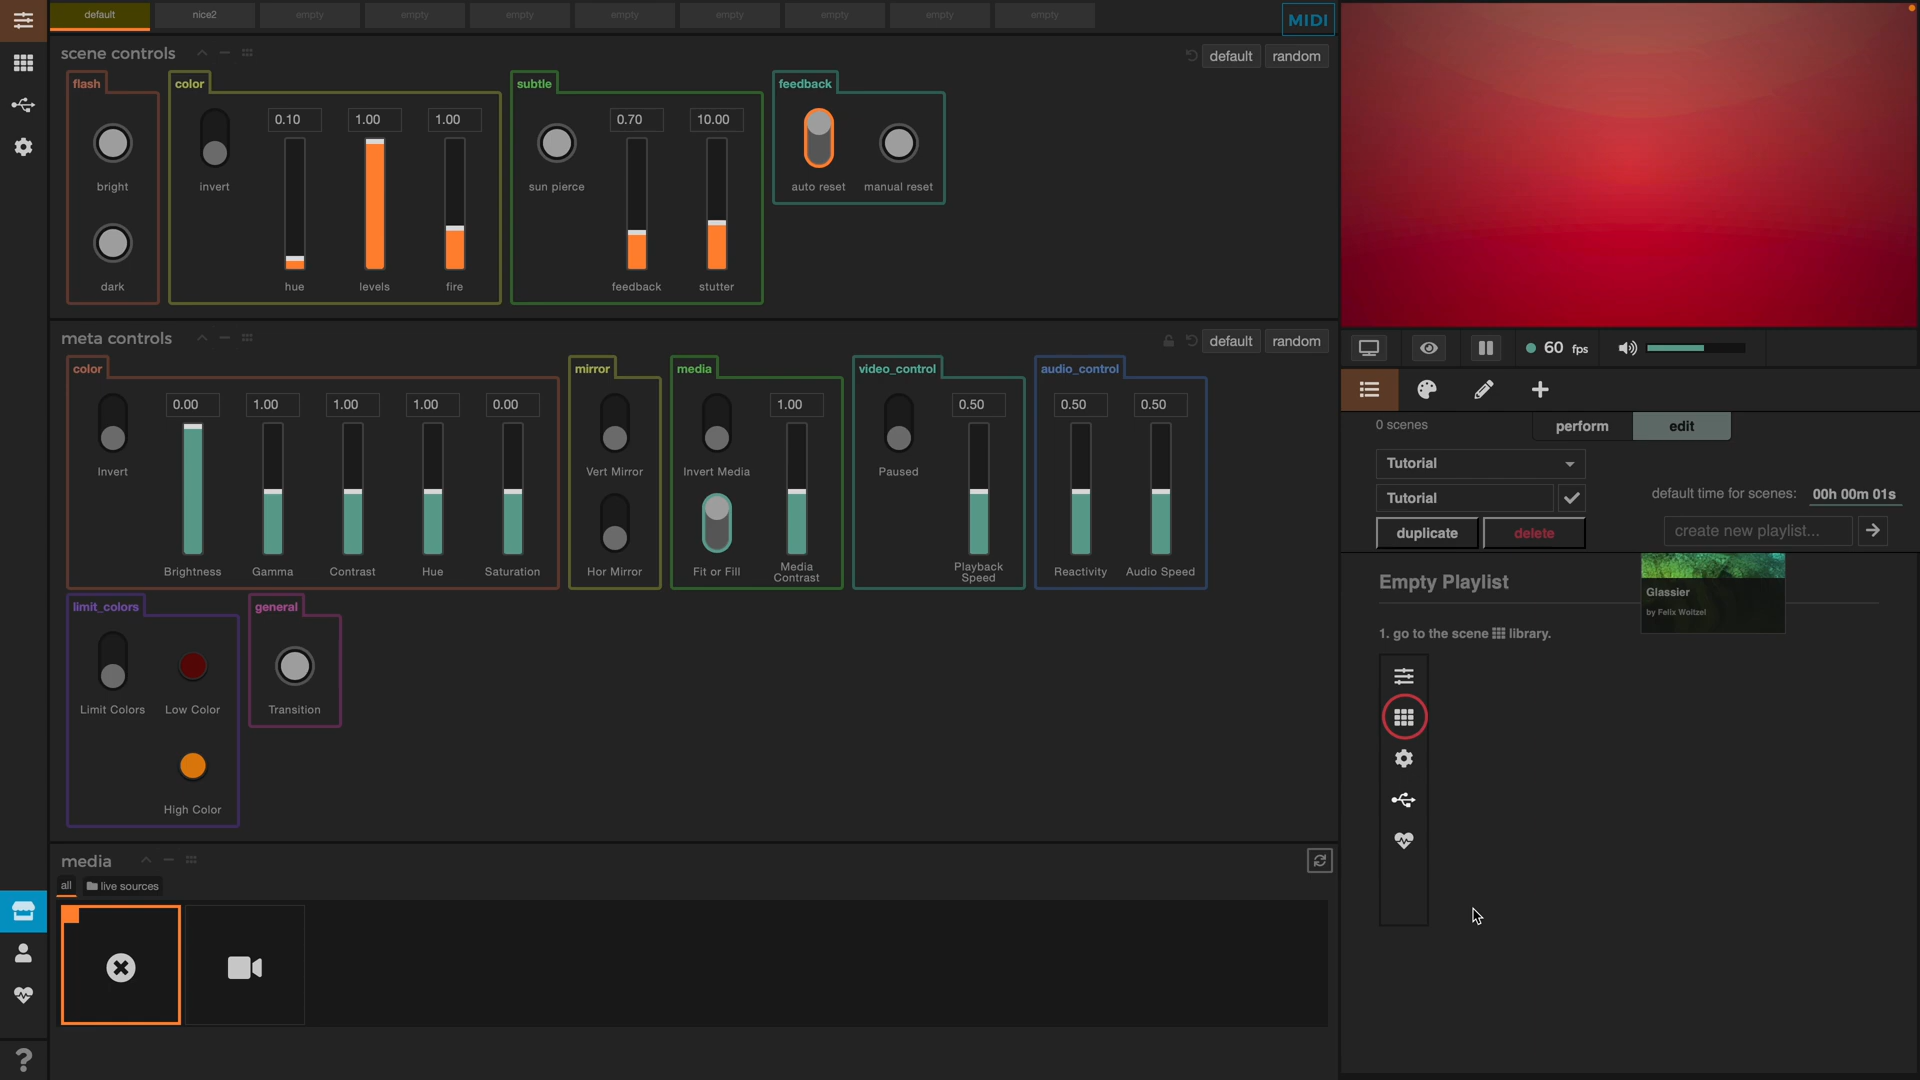 default
nice2
empty
empty
empty
empty
empty
empty
empty
empty
MIDI
scene controls
default
random
flash
bright
dark
color
invert
0.10
hue
1.00
levels
1.00
fire
subtle
sun pierce
0.70
feedback
10.00
stutter
feedback
auto reset
manual reset
meta controls
default
random
color
Invert
0.00
Brightness
1.00
Gamma
1.00
Contrast
1.00
Hue
0.00
Saturation
mirror
Vert Mirror
Hor Mirror
media
Invert Media
Fit or Fill
1.00
Media
Contrast
video_control
Paused
0.50
Playback
Speed
audio_control
0.50
Reactivity
0.50
Audio Speed
limit_colors
Limit Colors
Low Color
High Color
general
Transition
media
all
live sources
60 fps
0 scenes
perform
edit
Tutorial
Tutorial
default time for scenes: 00h 00m 01s
duplicate
delete
create new playlist...
Empty Playlist
Glassier
by Felix Woitzel
1. go to the scene library.